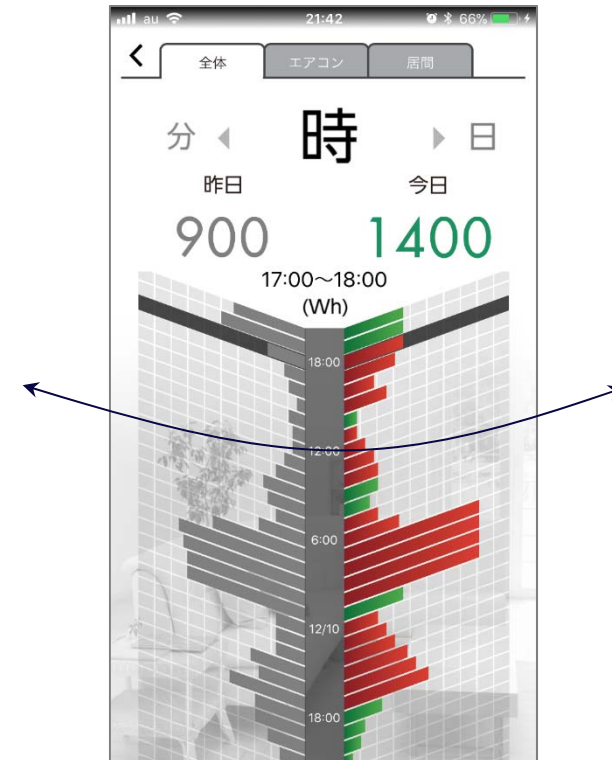 au 21:42 66%
全体 エアコン 居間
分 時 日
昨日 今日
900 1400
17:00〜18:00
(Wh)
18:00
12:00
6:00
12/10
18:00